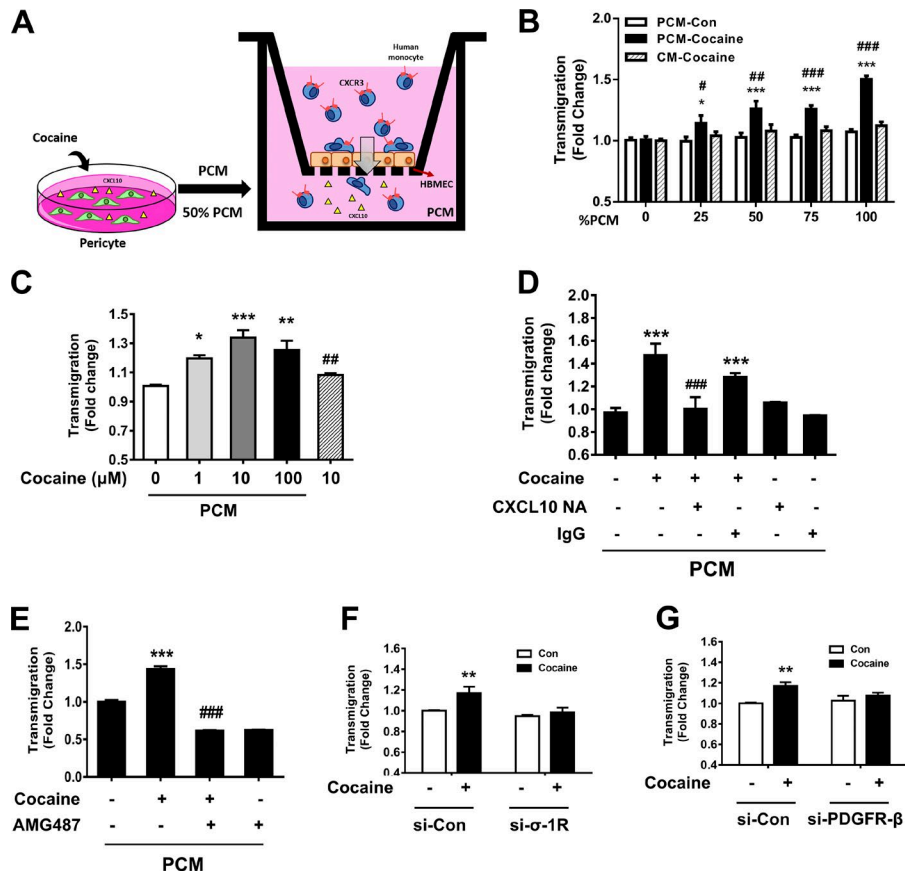 A
Human
monocyte
CXCR3
Cocaine
CXCL10
PCM
50% PCM
Pericyte
HBMEC
CXCL10
PCM
B
PCM-Con
PCM-Cocaine
CM-Cocaine
Transmigration
(Fold Change)
2.0
1.5
1.0
0.5
#
*
##
***
###
***
###
***
%PCM 0 25 50 75 100
C
Transmigration
(Fold change)
1.5
1.3
1.1
0.9
0.7
0.5
*
***
**
##
Cocaine (μM) 0 1 10 100 10
PCM
D
Transmigration
(Fold change)
2.0
1.8
1.6
1.4
1.2
1.0
0.8
0.6
***
###
***
Cocaine - + + + - -
CXCL10 NA - - + - + -
IgG - - - + - +
PCM
E
Transmigration
(Fold Change)
2.0
1.5
1.0
0.5
0.0
***
###
Cocaine - + + -
AMG487 - - + +
PCM
F
Con
Cocaine
Transmigration
(Fold Change)
1.6
1.4
1.2
1.0
0.8
0.6
0.4
**
Cocaine - + - +
si-Con si-σ-1R
G
Con
Cocaine
Transmigration
(Fold Change)
1.6
1.4
1.2
1.0
0.8
0.6
0.4
**
Cocaine - + - +
si-Con si-PDGFR-β